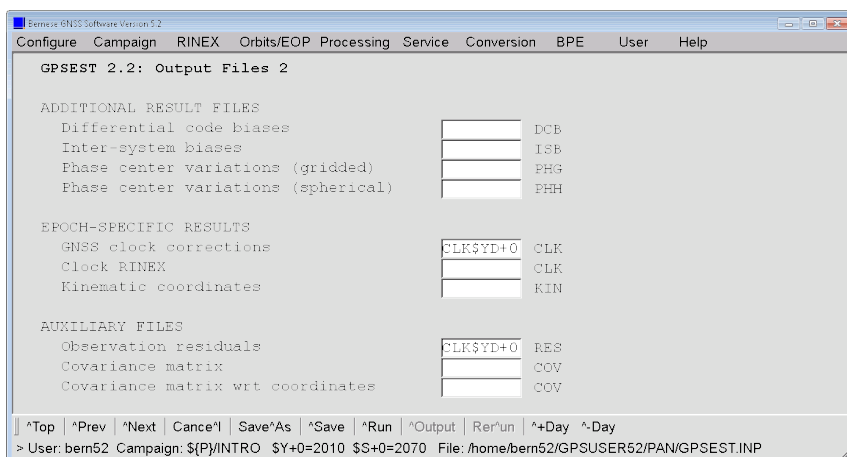 Bernese GNSS Software Version 5.2
Configure Campaign RINEX Orbits/EOP Processing Service Conversion BPE User Help
GPSEST 2.2: Output Files 2
ADDITIONAL RESULT FILES
Differential code biases DCB
Inter-system biases ISB
Phase center variations (gridded) PHG
Phase center variations (spherical) PHH
EPOCH-SPECIFIC RESULTS
GNSS clock corrections CLK$YD+0 CLK
Clock RINEX CLK
Kinematic coordinates KIN
AUXILIARY FILES
Observation residuals CLK$YD+0 RES
Covariance matrix COV
Covariance matrix wrt coordinates COV
^Top ^Prev ^Next Cance^l Save^As ^Save ^Run ^Output Rer^un ^+Day ^-Day
> User: bern52 Campaign: ${P}/INTRO $Y+0=2010 $S+0=2070 File: /home/bern52/GPSUSER52/PAN/GPSEST.INP